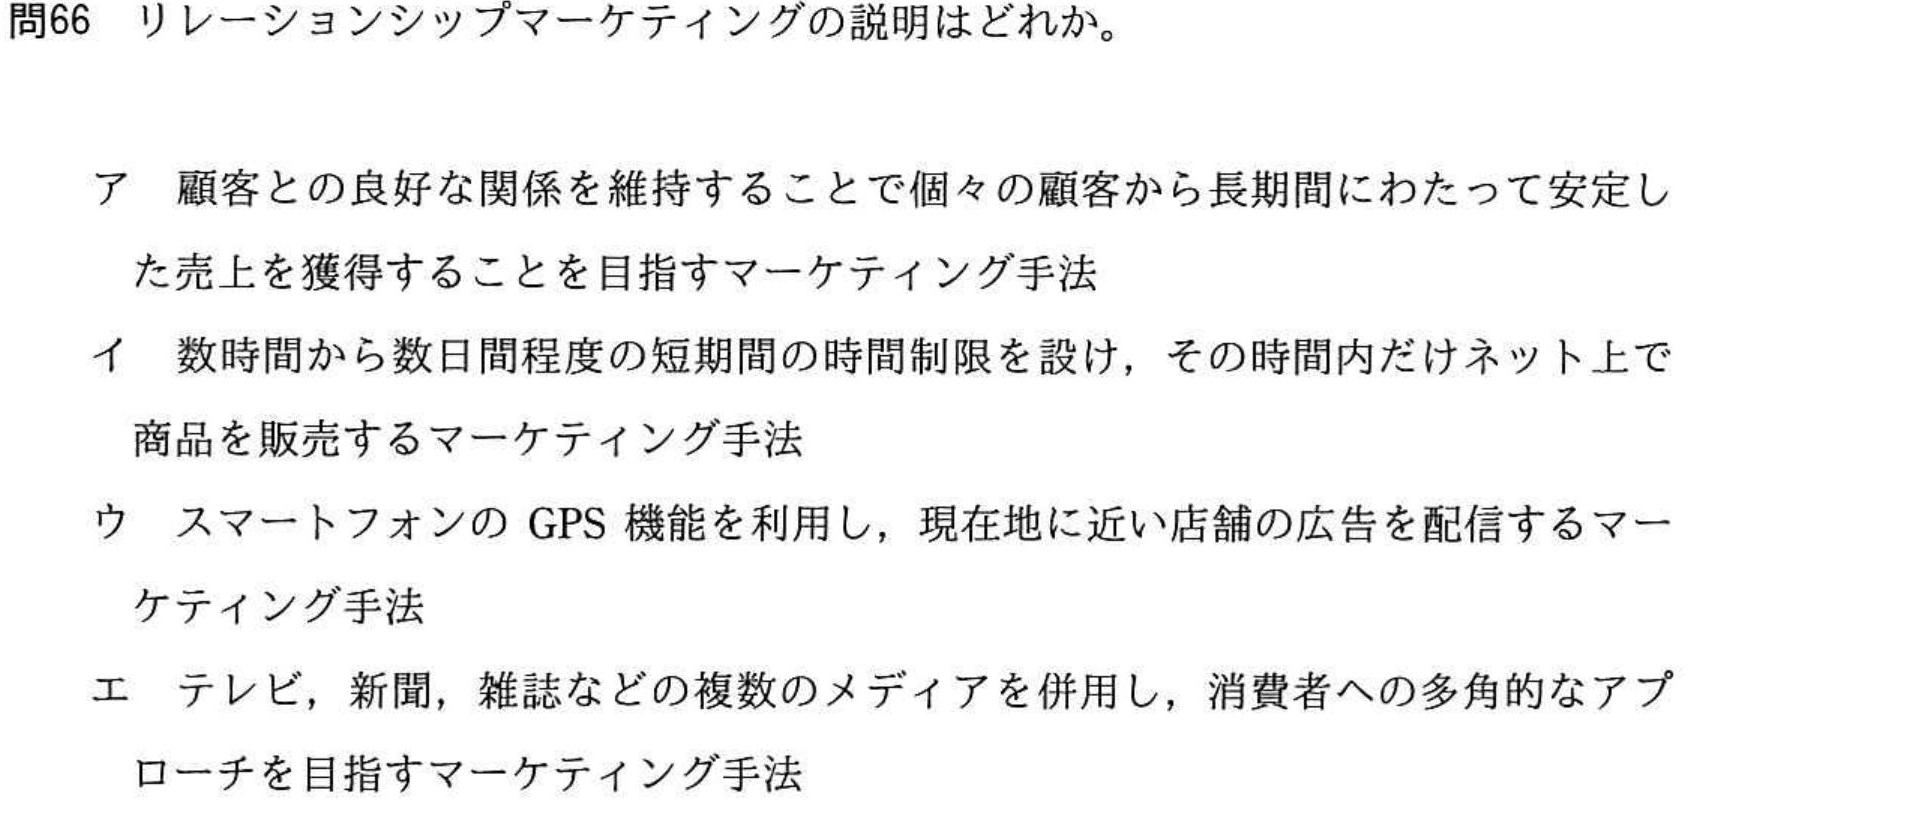 問66　リレーションシップマーケティングの説明はどれか。
ア　顧客との良好な関係を維持することで個々の顧客から長期間にわたって安定し
た売上を獲得することを目指すマーケティング手法
イ　数時間から数日間程度の短期間の時間制限を設け，その時間内だけネット上で
商品を販売するマーケティング手法
ウ　スマートフォンの GPS 機能を利用し，現在地に近い店舗の広告を配信するマー
ケティング手法
エ　テレビ，新聞，雑誌などの複数のメディアを併用し，消費者への多角的なアプ
ローチを目指すマーケティング手法